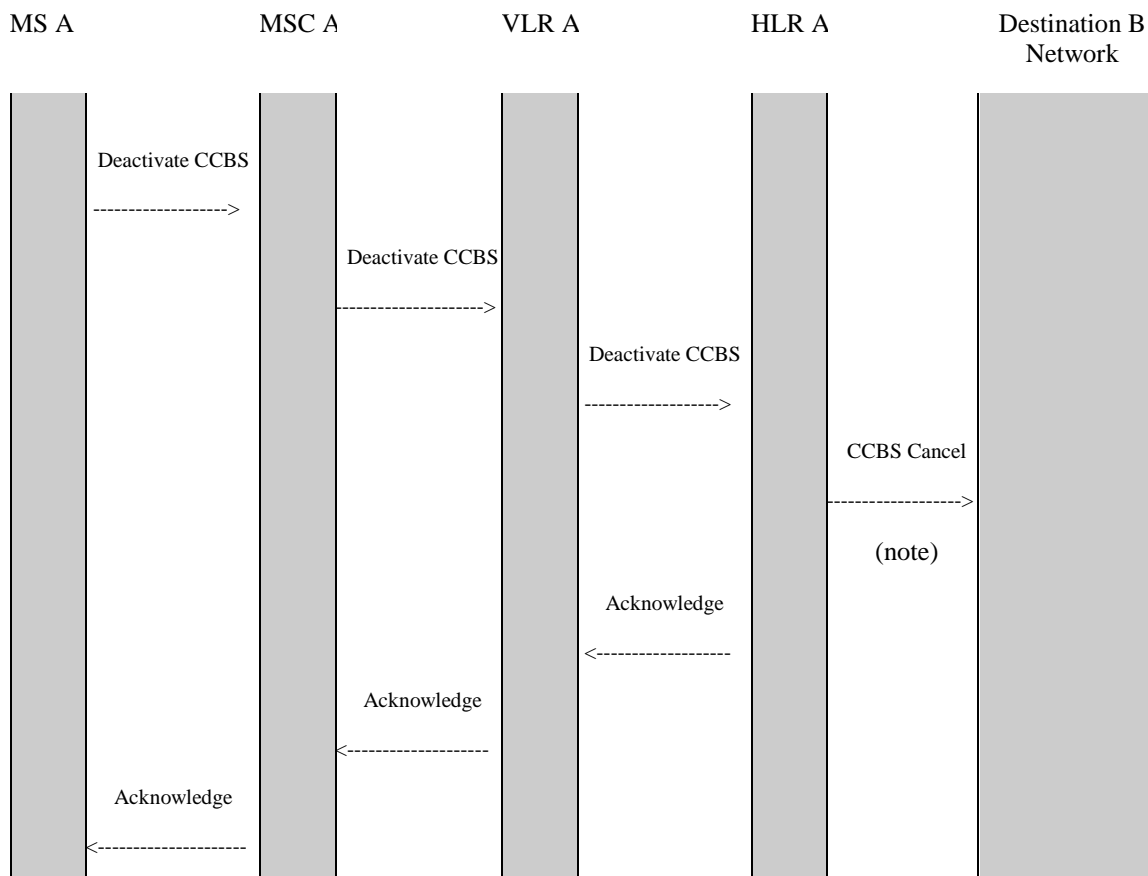 MS A
MSC A
VLR A
HLR A
Destination B
Network
Deactivate CCBS
Deactivate CCBS
Deactivate CCBS
CCBS Cancel
(note)
Acknowledge
Acknowledge
Acknowledge